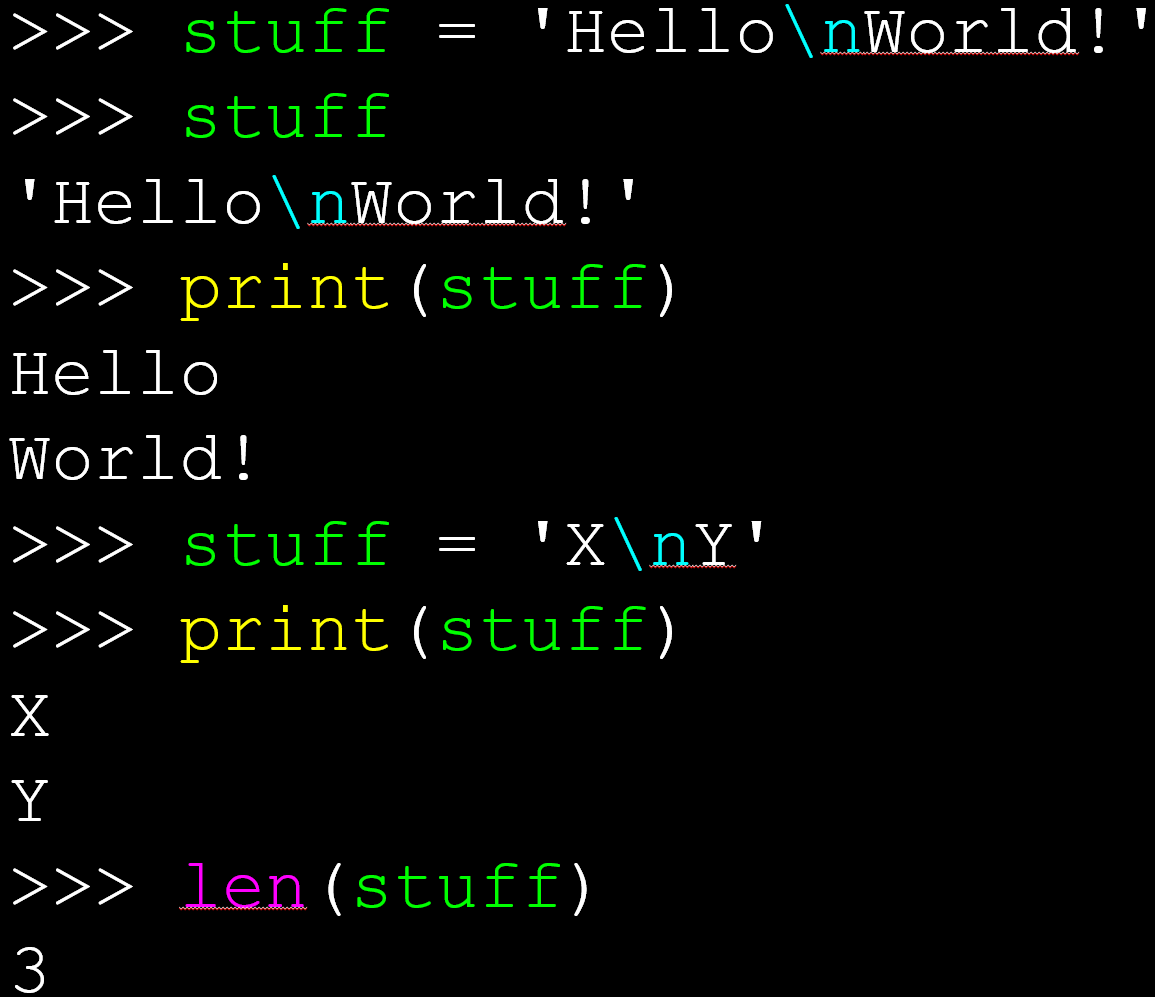 >>> stuff = 'Hello\nWorld!'
>>> stuff
'Hello\nWorld!'
>>> print(stuff)
Hello
World!
>>> stuff = 'X\nY'
>>> print(stuff)
X
Y
>>> len(stuff)
3